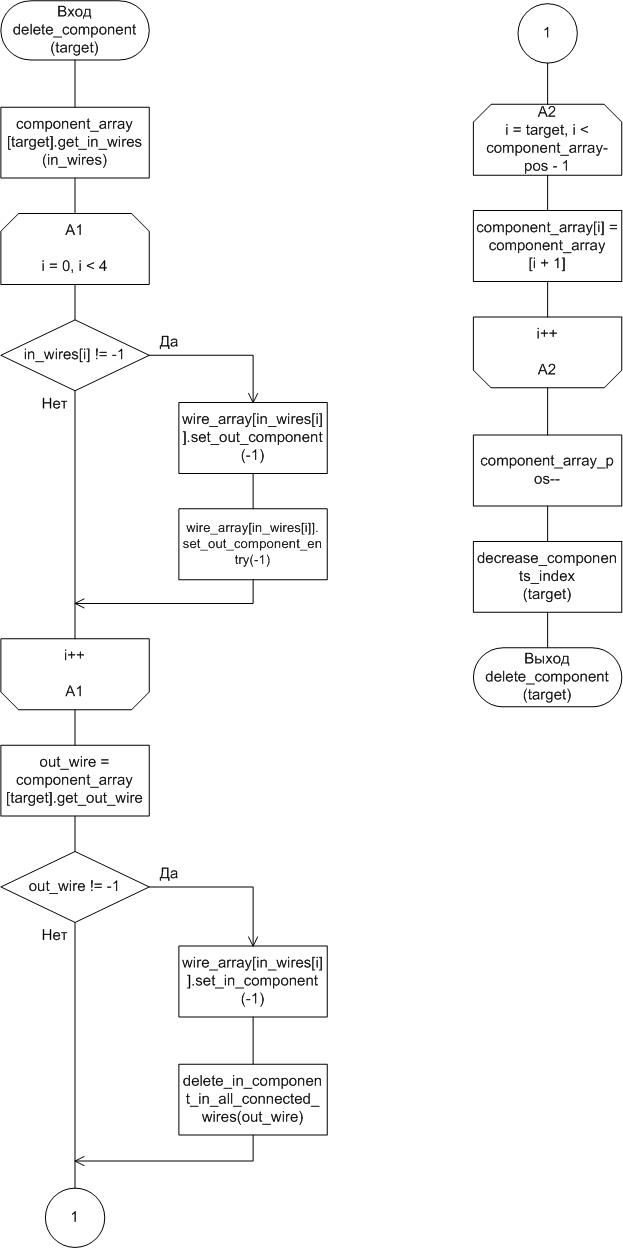 Вход
delete_component
(target)
component_array
[target].get_in_wires
(in_wires)
A1
i = 0, i < 4
in_wires[i] != -1
Да
Нет
wire_array[in_wires[i]
].set_out_component
(-1)
wire_array[in_wires[i]].
set_out_component_en
try(-1)
i++
A1
out_wire =
component_array
[target].get_out_wire
out_wire != -1
Да
Нет
wire_array[in_wires[i]
].set_in_component
(-1)
delete_in_componen
t_in_all_connected_
wires(out_wire)
1
1
A2
i = target, i <
component_array-
pos - 1
component_array[i] =
component_array
[i + 1]
i++
A2
component_array_p
os--
decrease_componen
ts_index
(target)
Выход
delete_component
(target)